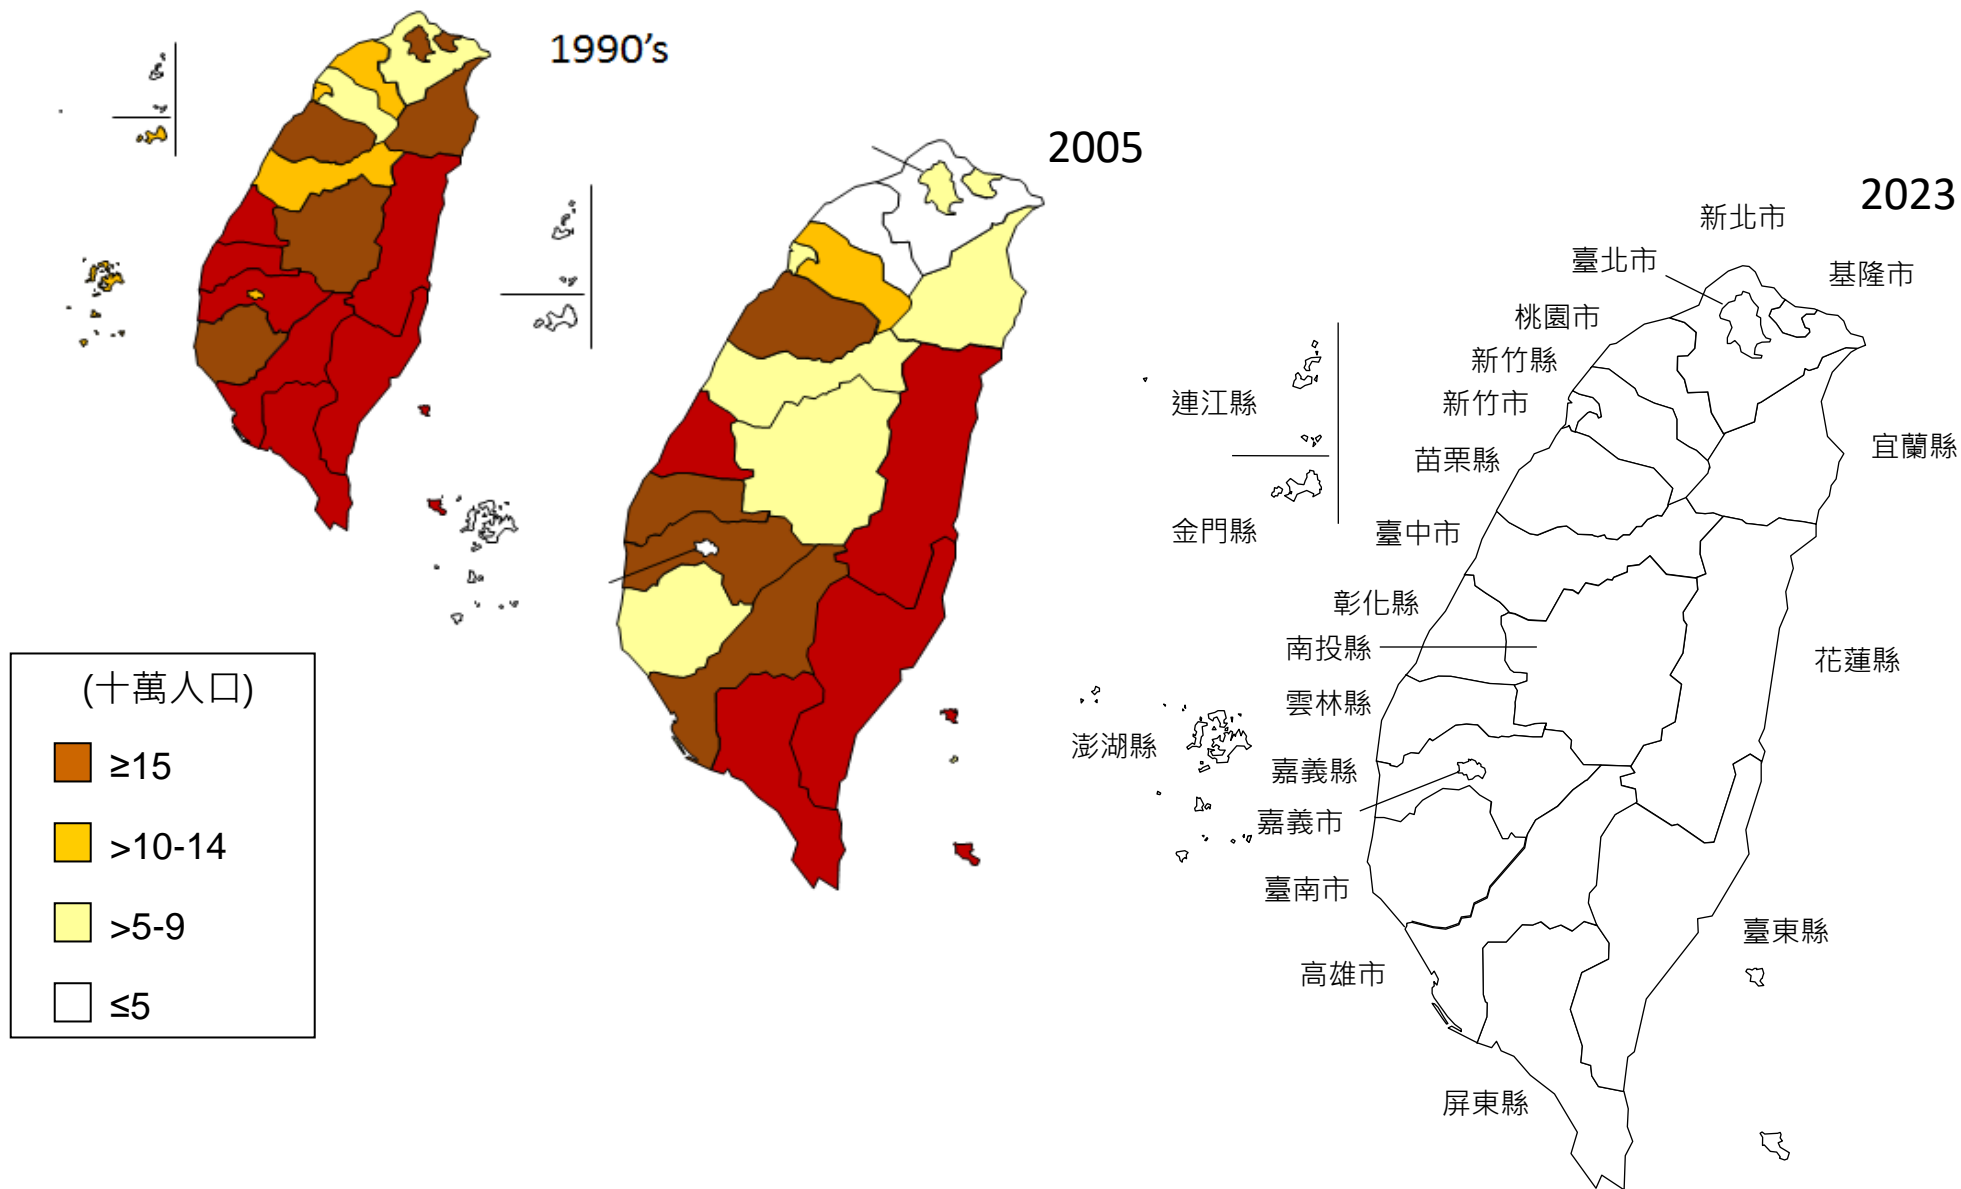 1990’s
2005
2023
新北市
臺北市
基隆市
桃園市
新竹縣
連江縣
新竹市
宜蘭縣
苗栗縣
金門縣
臺中市
彰化縣
南投縣
花蓮縣
雲林縣
澎湖縣
嘉義縣
嘉義市
臺南市
臺東縣
高雄市
屏東縣
(十萬人口)
≥15
>10-14
>5-9
≤5